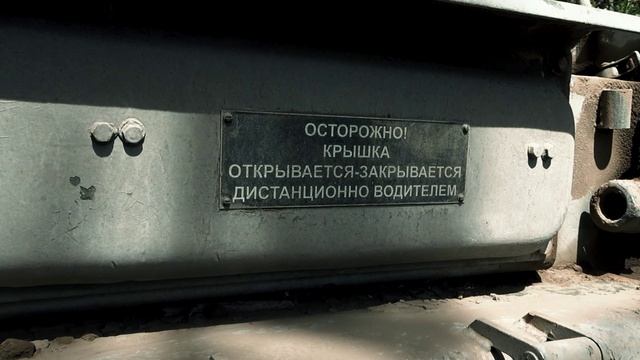 ОСТОРОЖНО!
КРЫШКА
ОТКРЫВАЕТСЯ-ЗАКРЫВАЕТСЯ
ДИСТАНЦИОННО ВОДИТЕЛЕМ